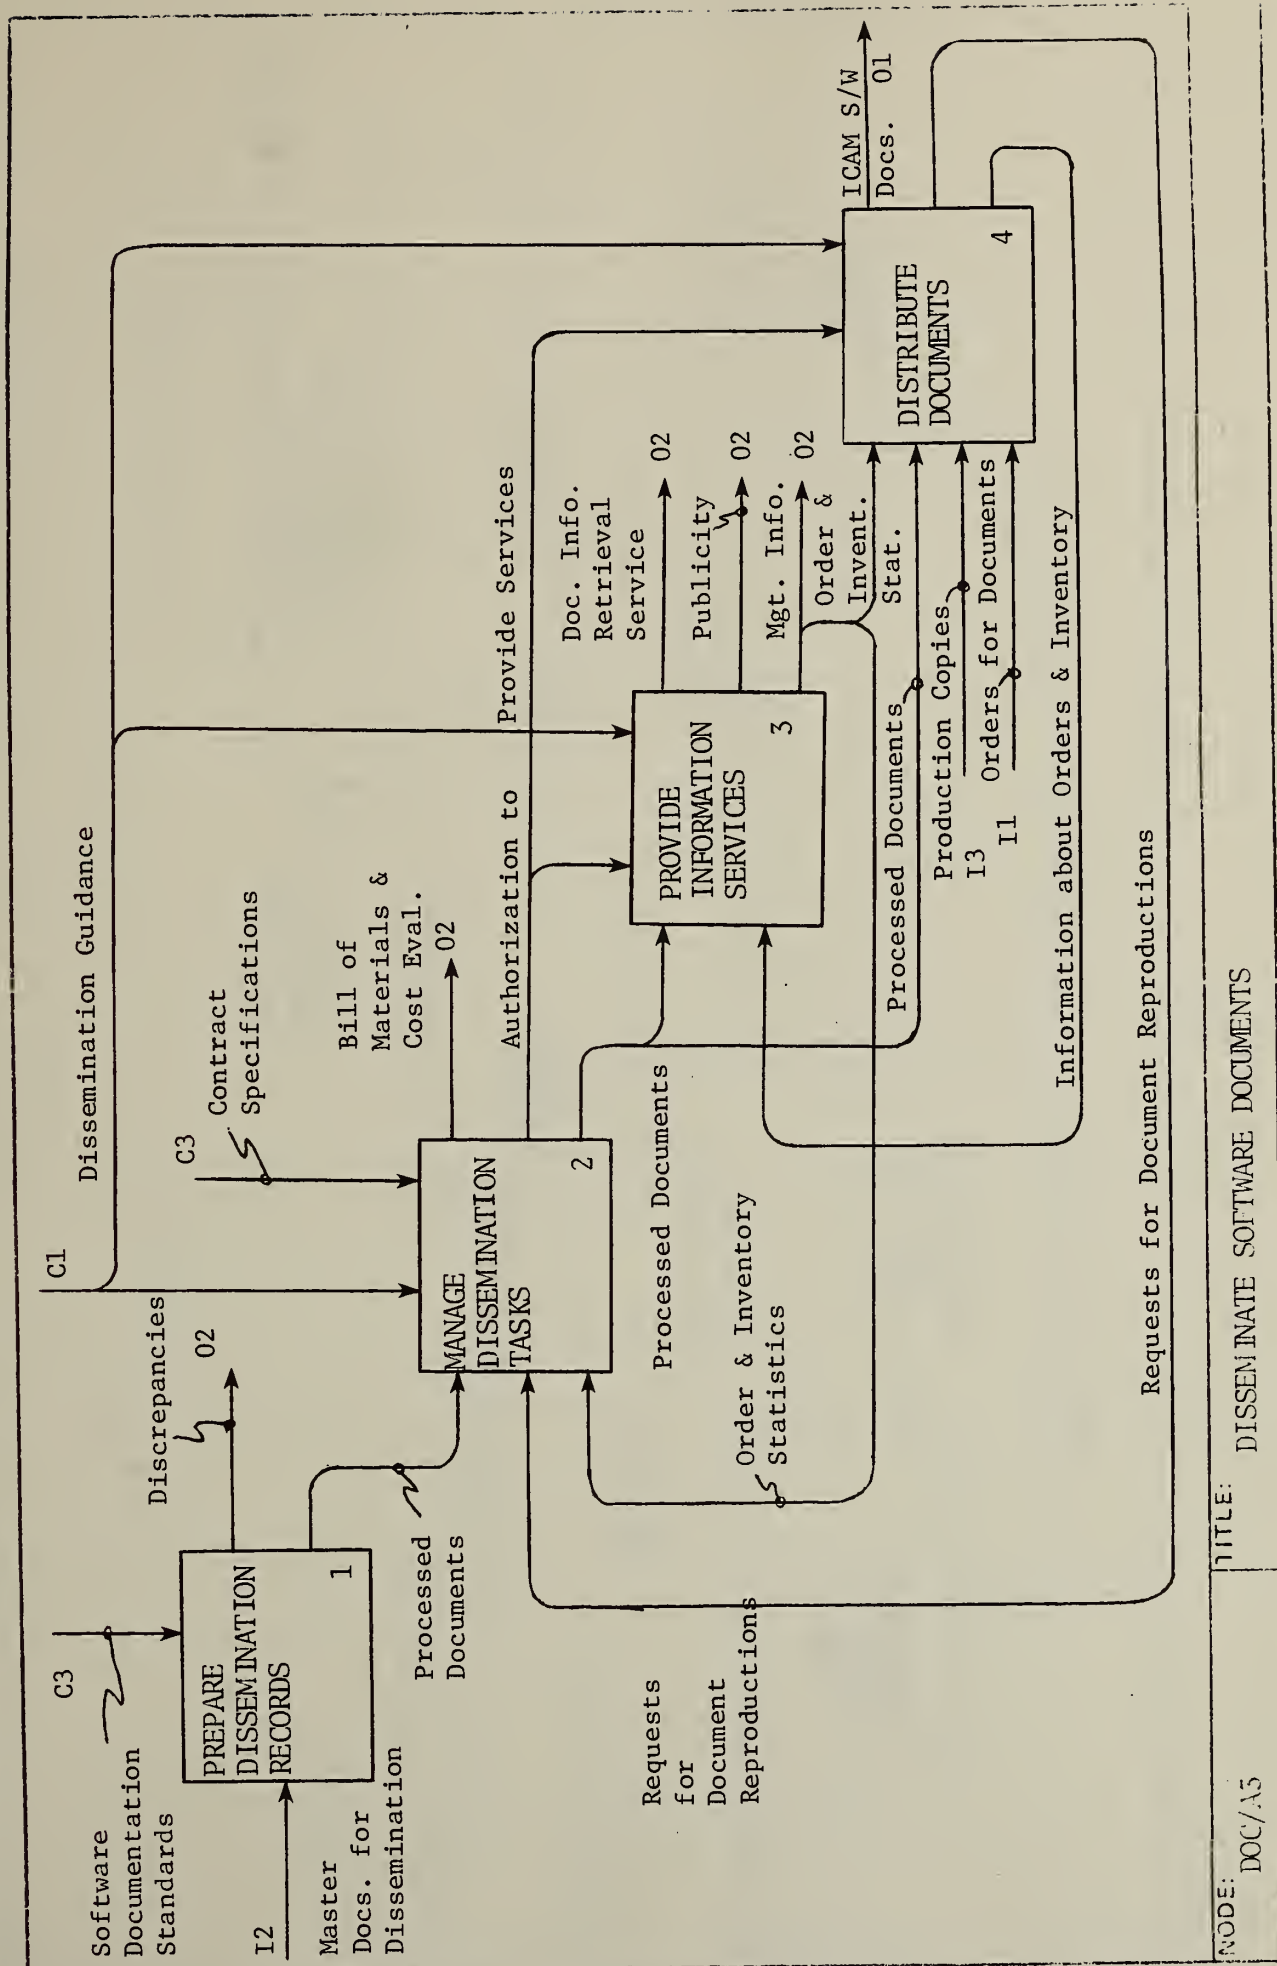 C3
Software
Documentation
Standards
I2
Master
Docs. for
Dissemination
PREPARE
DISSEMINATION
RECORDS
1
Discrepancies
O2
Processed
Documents
C1
Dissemination Guidance
C3
Contract
Specifications
MANAGE
DISSEMINATION
TASKS
2
Bill of
Materials &
Cost Eval.
O2
Authorization to Provide Services
Processed Documents
Order & Inventory
Statistics
Requests
for
Document
Reproductions
PROVIDE
INFORMATION
SERVICES
3
Doc. Info.
Retrieval
Service
O2
Publicity
O2
Mgt. Info.
O2
Order &
Invent.
Stat.
Processed Documents
Production Copies
I3
Orders for Documents
I1
DISTRIBUTE
DOCUMENTS
4
ICAM S/W
Docs. O1
Information about Orders & Inventory
Requests for Document Reproductions
NODE: DOC/A3
TITLE: DISSEMINATE SOFTWARE DOCUMENTS